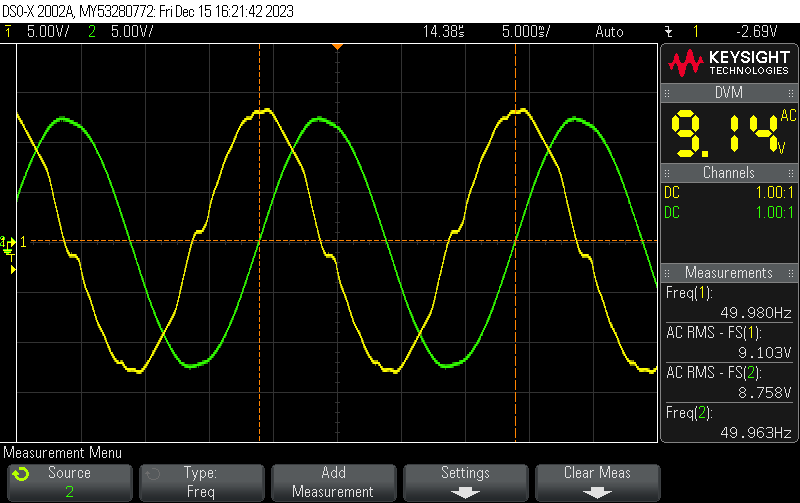 DSO-X 2002A, MY53280772: Fri Dec 15 16:21:42 2023
1 5.00V/ 2 5.00V/ 14.38s 5.000s/ Auto 1 -2.69V
KEYSIGHT
TECHNOLOGIES
DVM
9.14 AC V
Channels
DC 1.00:1
DC 1.00:1
1
Measurements
Freq(1):
49.980Hz
AC RMS - FS(1):
9.103V
AC RMS - FS(2):
8.758V
Freq(2):
49.963Hz
Measurement Menu
Source
2
Type:
Freq
Add
Measurement
Settings
Clear Meas